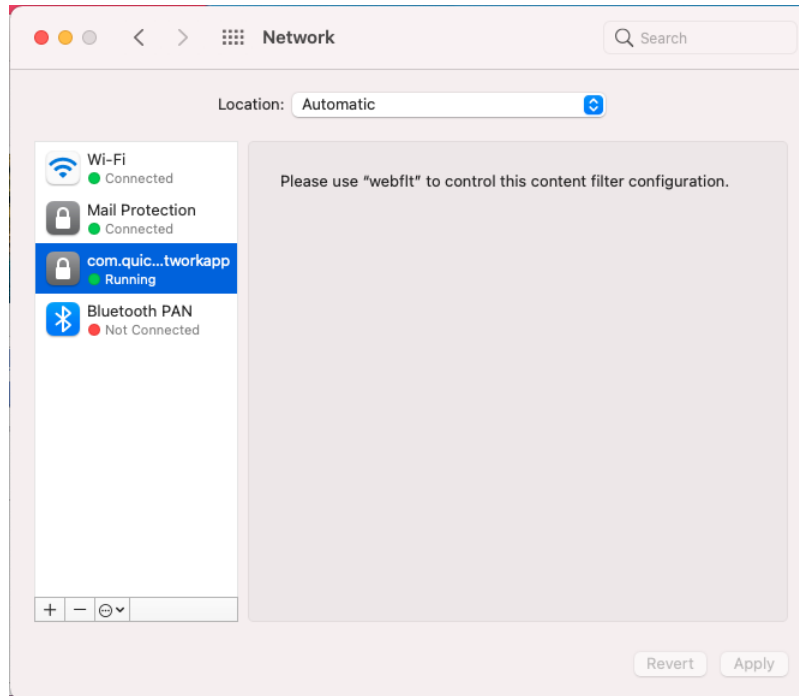 Network
Search
Location: Automatic
Wi-Fi
Connected
Mail Protection
Connected
com.quic...tworkapp
Running
Bluetooth PAN
Not Connected
Please use “webflt” to control this content filter configuration.
Revert Apply